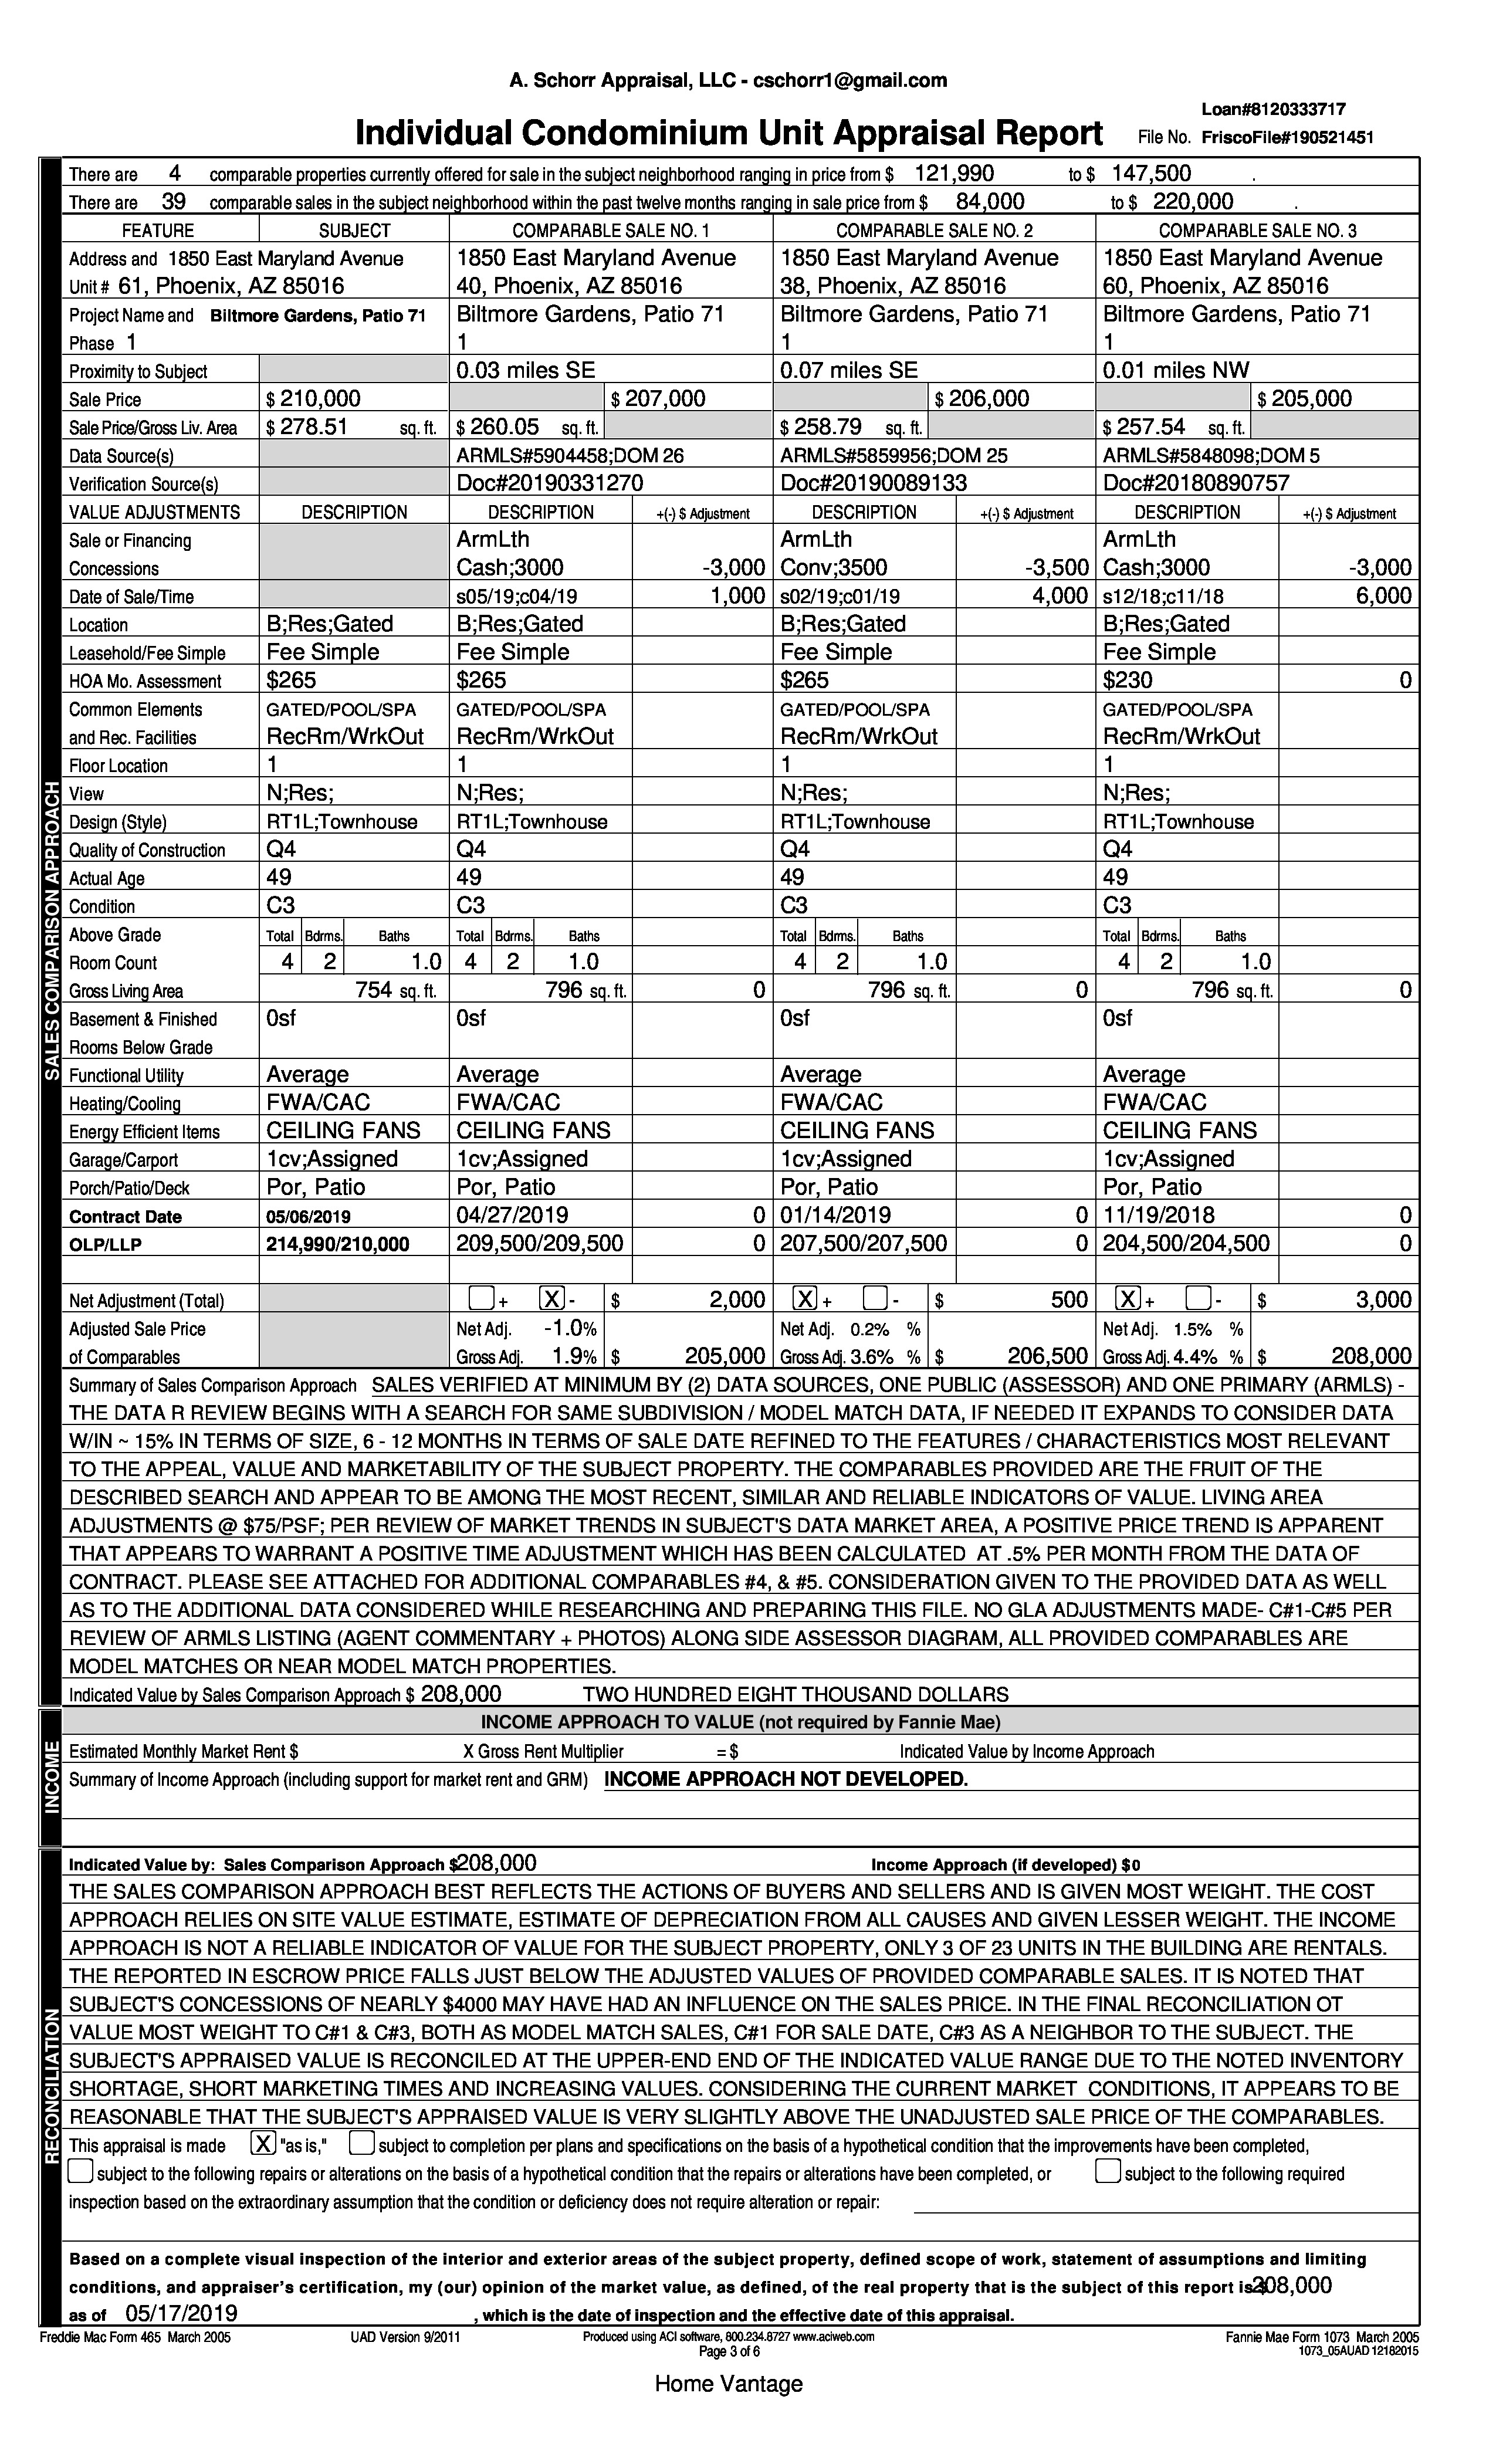 A. Schorr Appraisal, LLC - cschorr1@gmail.com
Loan#8120333717
Individual Condominium Unit Appraisal Report File No. FriscoFile#190521451
There are 4 comparable properties currently offered for sale in the subject neighborhood ranging in price from $ 121,990 to $ 147,500 .
There are 39 comparable sales in the subject neighborhood within the past twelve months ranging in sale price from $ 84,000 to $ 220,000 .
FEATURE SUBJECT COMPARABLE SALE NO. 1 COMPARABLE SALE NO. 2 COMPARABLE SALE NO. 3
Address and 1850 East Maryland Avenue 1850 East Maryland Avenue 1850 East Maryland Avenue 1850 East Maryland Avenue
Unit # 61, Phoenix, AZ 85016 40, Phoenix, AZ 85016 38, Phoenix, AZ 85016 60, Phoenix, AZ 85016
Project Name and Biltmore Gardens, Patio 71 Biltmore Gardens, Patio 71 Biltmore Gardens, Patio 71 Biltmore Gardens, Patio 71
Phase 1 1 1 1
Proximity to Subject 0.03 miles SE 0.07 miles SE 0.01 miles NW
Sale Price $ 210,000 $ 207,000 $ 206,000 $ 205,000
Sale Price/Gross Liv. Area $ 278.51 sq. ft. $ 260.05 sq. ft. $ 258.79 sq. ft. $ 257.54 sq. ft.
Data Source(s) ARMLS#5904458;DOM 26 ARMLS#5859956;DOM 25 ARMLS#5848098;DOM 5
Verification Source(s) Doc#20190331270 Doc#20190089133 Doc#20180890757
VALUE ADJUSTMENTS DESCRIPTION DESCRIPTION +(-) $ Adjustment DESCRIPTION +(-) $ Adjustment DESCRIPTION +(-) $ Adjustment
Sale or Financing ArmLth ArmLth ArmLth
Concessions Cash;3000 -3,000 Conv;3500 -3,500 Cash;3000 -3,000
Date of Sale/Time s05/19;c04/19 1,000 s02/19;c01/19 4,000 s12/18;c11/18 6,000
Location B;Res;Gated B;Res;Gated B;Res;Gated B;Res;Gated
Leasehold/Fee Simple Fee Simple Fee Simple Fee Simple Fee Simple
HOA Mo. Assessment $265 $265 $265 $230 0
Common Elements GATED/POOL/SPA GATED/POOL/SPA GATED/POOL/SPA GATED/POOL/SPA
and Rec. Facilities RecRm/WrkOut RecRm/WrkOut RecRm/WrkOut RecRm/WrkOut
Floor Location 1 1 1 1
View N;Res; N;Res; N;Res; N;Res;
Design (Style) RT1L;Townhouse RT1L;Townhouse RT1L;Townhouse RT1L;Townhouse
Quality of Construction Q4 Q4 Q4 Q4
Actual Age 49 49 49 49
Condition C3 C3 C3 C3
Above Grade Total Bdrms. Baths Total Bdrms. Baths Total Bdrms. Baths Total Bdrms. Baths
Room Count 4 2 1.0 4 2 1.0 4 2 1.0 4 2 1.0
Gross Living Area 754 sq. ft. 796 sq. ft. 0 796 sq. ft. 0 796 sq. ft. 0
Basement & Finished 0sf 0sf 0sf 0sf
Rooms Below Grade
Functional Utility Average Average Average Average
Heating/Cooling FWA/CAC FWA/CAC FWA/CAC FWA/CAC
Energy Efficient Items CEILING FANS CEILING FANS CEILING FANS CEILING FANS
Garage/Carport 1cv;Assigned 1cv;Assigned 1cv;Assigned 1cv;Assigned
Porch/Patio/Deck Por, Patio Por, Patio Por, Patio Por, Patio
Contract Date 05/06/2019 04/27/2019 0 01/14/2019 0 11/19/2018 0
OLP/LLP 214,990/210,000 209,500/209,500 0 207,500/207,500 0 204,500/204,500 0
Net Adjustment (Total) + X - $ 2,000 X + - $ 500 X + - $ 3,000
Adjusted Sale Price Net Adj. -1.0% Net Adj. 0.2% % Net Adj. 1.5% %
of Comparables Gross Adj. 1.9% $ 205,000 Gross Adj. 3.6% % $ 206,500 Gross Adj. 4.4% % $ 208,000
Summary of Sales Comparison Approach SALES VERIFIED AT MINIMUM BY (2) DATA SOURCES, ONE PUBLIC (ASSESSOR) AND ONE PRIMARY (ARMLS) -
THE DATA R REVIEW BEGINS WITH A SEARCH FOR SAME SUBDIVISION / MODEL MATCH DATA, IF NEEDED IT EXPANDS TO CONSIDER DATA
W/IN ~ 15% IN TERMS OF SIZE, 6 - 12 MONTHS IN TERMS OF SALE DATE REFINED TO THE FEATURES / CHARACTERISTICS MOST RELEVANT
TO THE APPEAL, VALUE AND MARKETABILITY OF THE SUBJECT PROPERTY. THE COMPARABLES PROVIDED ARE THE FRUIT OF THE
DESCRIBED SEARCH AND APPEAR TO BE AMONG THE MOST RECENT, SIMILAR AND RELIABLE INDICATORS OF VALUE. LIVING AREA
ADJUSTMENTS @ $75/PSF; PER REVIEW OF MARKET TRENDS IN SUBJECT'S DATA MARKET AREA, A POSITIVE PRICE TREND IS APPARENT
THAT APPEARS TO WARRANT A POSITIVE TIME ADJUSTMENT WHICH HAS BEEN CALCULATED AT .5% PER MONTH FROM THE DATA OF
CONTRACT. PLEASE SEE ATTACHED FOR ADDITIONAL COMPARABLES #4, & #5. CONSIDERATION GIVEN TO THE PROVIDED DATA AS WELL
AS TO THE ADDITIONAL DATA CONSIDERED WHILE RESEARCHING AND PREPARING THIS FILE. NO GLA ADJUSTMENTS MADE- C#1-C#5 PER
REVIEW OF ARMLS LISTING (AGENT COMMENTARY + PHOTOS) ALONG SIDE ASSESSOR DIAGRAM, ALL PROVIDED COMPARABLES ARE
MODEL MATCHES OR NEAR MODEL MATCH PROPERTIES.
Indicated Value by Sales Comparison Approach $ 208,000 TWO HUNDRED EIGHT THOUSAND DOLLARS
SALES COMPARISON APPROACH
INCOME APPROACH TO VALUE (not required by Fannie Mae)
Estimated Monthly Market Rent $ X Gross Rent Multiplier = $ Indicated Value by Income Approach
Summary of Income Approach (including support for market rent and GRM) INCOME APPROACH NOT DEVELOPED.
INCOME
Indicated Value by: Sales Comparison Approach $208,000 Income Approach (if developed) $0
THE SALES COMPARISON APPROACH BEST REFLECTS THE ACTIONS OF BUYERS AND SELLERS AND IS GIVEN MOST WEIGHT. THE COST
APPROACH RELIES ON SITE VALUE ESTIMATE, ESTIMATE OF DEPRECIATION FROM ALL CAUSES AND GIVEN LESSER WEIGHT. THE INCOME
APPROACH IS NOT A RELIABLE INDICATOR OF VALUE FOR THE SUBJECT PROPERTY, ONLY 3 OF 23 UNITS IN THE BUILDING ARE RENTALS.
THE REPORTED IN ESCROW PRICE FALLS JUST BELOW THE ADJUSTED VALUES OF PROVIDED COMPARABLE SALES. IT IS NOTED THAT
SUBJECT'S CONCESSIONS OF NEARLY $4000 MAY HAVE HAD AN INFLUENCE ON THE SALES PRICE. IN THE FINAL RECONCILIATION OT
VALUE MOST WEIGHT TO C#1 & C#3, BOTH AS MODEL MATCH SALES, C#1 FOR SALE DATE, C#3 AS A NEIGHBOR TO THE SUBJECT. THE
SUBJECT'S APPRAISED VALUE IS RECONCILED AT THE UPPER-END END OF THE INDICATED VALUE RANGE DUE TO THE NOTED INVENTORY
SHORTAGE, SHORT MARKETING TIMES AND INCREASING VALUES. CONSIDERING THE CURRENT MARKET CONDITIONS, IT APPEARS TO BE
REASONABLE THAT THE SUBJECT'S APPRAISED VALUE IS VERY SLIGHTLY ABOVE THE UNADJUSTED SALE PRICE OF THE COMPARABLES.
This appraisal is made X "as is," subject to completion per plans and specifications on the basis of a hypothetical condition that the improvements have been completed,
subject to the following repairs or alterations on the basis of a hypothetical condition that the repairs or alterations have been completed, or subject to the following required
inspection based on the extraordinary assumption that the condition or deficiency does not require alteration or repair:
Based on a complete visual inspection of the interior and exterior areas of the subject property, defined scope of work, statement of assumptions and limiting
conditions, and appraiser's certification, my (our) opinion of the market value, as defined, of the real property that is the subject of this report is $208,000
as of 05/17/2019 , which is the date of inspection and the effective date of this appraisal.
RECONCILIATION
Freddie Mac Form 465 March 2005 UAD Version 9/2011 Produced using ACI software, 800.234.8727 www.aciweb.com Fannie Mae Form 1073 March 2005
Page 3 of 6 1073_05AUAD 12182015
Home Vantage